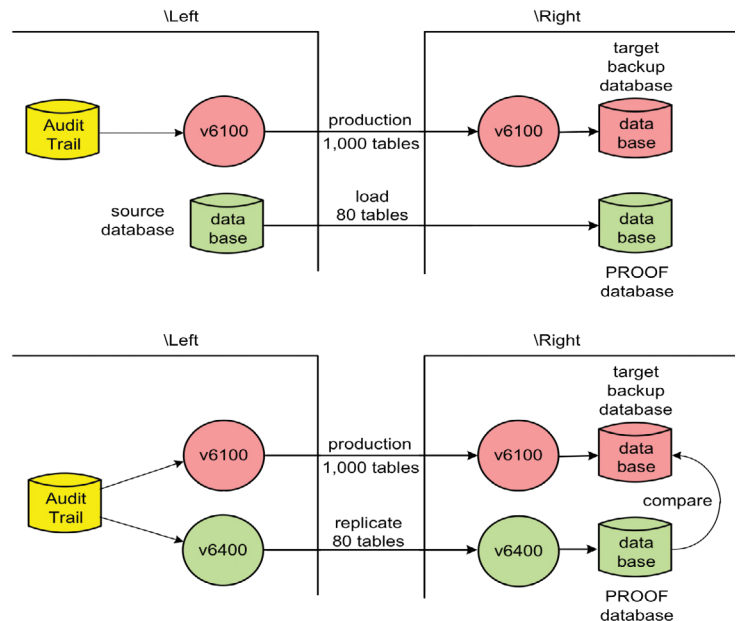 \Left
\Right
target
backup
database
Audit
Trail
v6100
production
1,000 tables
v6100
data
base
source
database
data
base
load
80 tables
data
base
PROOF
database
\Left
\Right
target
backup
database
v6100
production
1,000 tables
v6100
data
base
Audit
Trail
compare
v6400
replicate
80 tables
v6400
data
base
PROOF
database